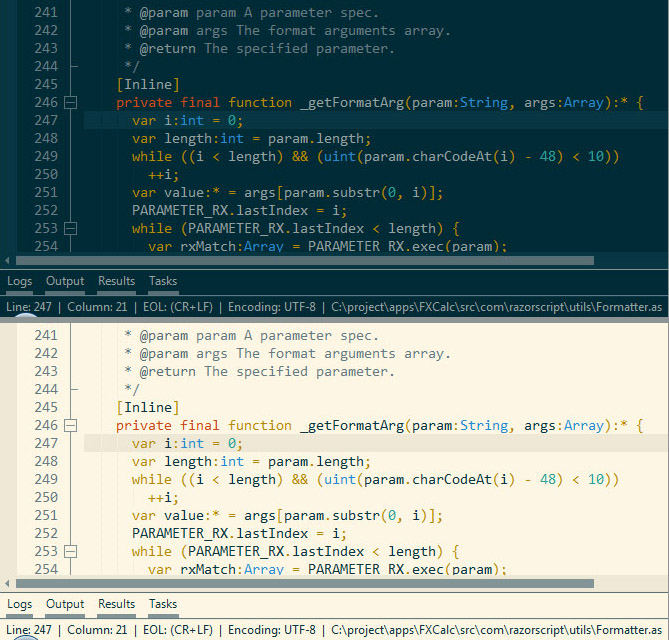 241 * @param param A parameter spec.
242 * @param args The format arguments array.
243 * @return The specified parameter.
244 */
245 [Inline]
246 private final function _getFormatArg(param:String, args:Array):* {
247 var i:int = 0;
248 var length:int = param.length;
249 while ((i < length) && (uint(param.charCodeAt(i) - 48) < 10))
250 ++i;
251 var value:* = args[param.substr(0, i)];
252 PARAMETER_RX.lastIndex = i;
253 while (PARAMETER_RX.lastIndex < length) {
254 var rxMatch:Array = PARAMETER_RX.exec(param);
Logs Output Results Tasks
Line: 247 | Column: 21 | EOL: (CR+LF) | Encoding: UTF-8 | C:\project\apps\FXCalc\src\com\razorscript\utils\Formatter.as
241 * @param param A parameter spec.
242 * @param args The format arguments array.
243 * @return The specified parameter.
244 */
245 [Inline]
246 private final function _getFormatArg(param:String, args:Array):* {
247 var i:int = 0;
248 var length:int = param.length;
249 while ((i < length) && (uint(param.charCodeAt(i) - 48) < 10))
250 ++i;
251 var value:* = args[param.substr(0, i)];
252 PARAMETER_RX.lastIndex = i;
253 while (PARAMETER_RX.lastIndex < length) {
254 var rxMatch:Array = PARAMETER_RX.exec(param);
Logs Output Results Tasks
Line: 247 | Column: 21 | EOL: (CR+LF) | Encoding: UTF-8 | C:\project\apps\FXCalc\src\com\razorscript\utils\Formatter.as